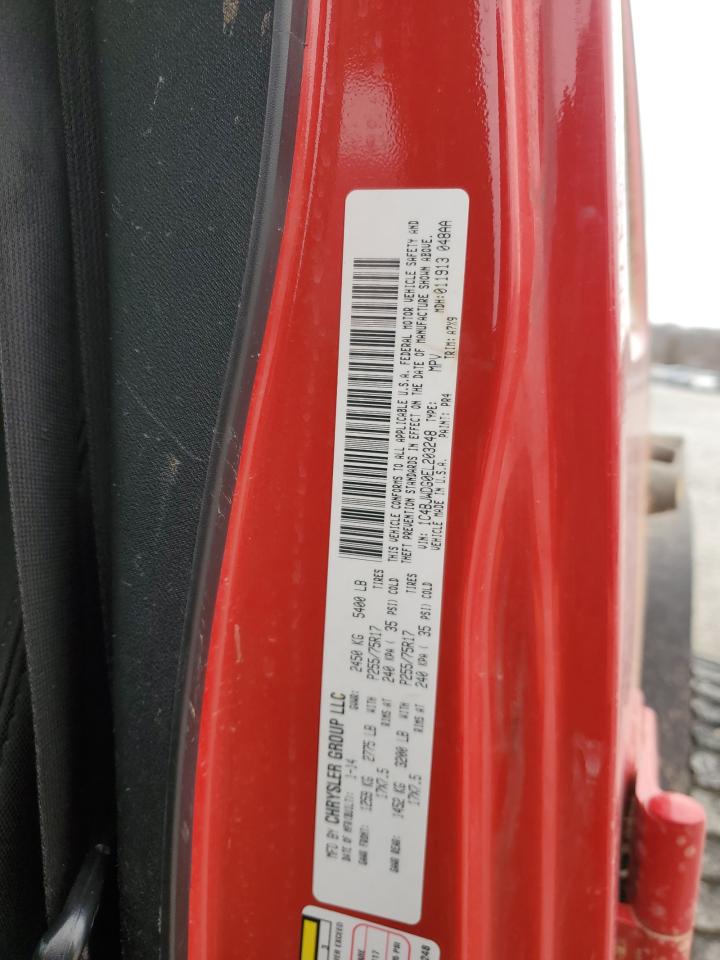 MFD BY CHRYSLER GROUP LLC
DATE OF MFR: 1-14 GVWR: 2450 KG 5400 LB
GAWR FRONT: 1259 KG 2775 LB WITH P255/75R17 TIRES
17X7.5 RIMS AT 240 KPA ( 35 PSI) COLD
GAWR REAR: 1452 KG 3200 LB WITH P255/75R17 TIRES
17X7.5 RIMS AT 240 KPA ( 35 PSI) COLD
THIS VEHICLE CONFORMS TO ALL APPLICABLE U.S.A. FEDERAL MOTOR VEHICLE SAFETY AND
THEFT PREVENTION STANDARDS IN EFFECT ON THE DATE OF MANUFACTURE SHOWN ABOVE.
VIN: 1C4BJWDG0EL203248 TYPE: MPV MDH:011913 048AA
VEHICLE MADE IN U.S.A. PAINT: PR4 TRIM: A7X9
ER EXCEED
3248